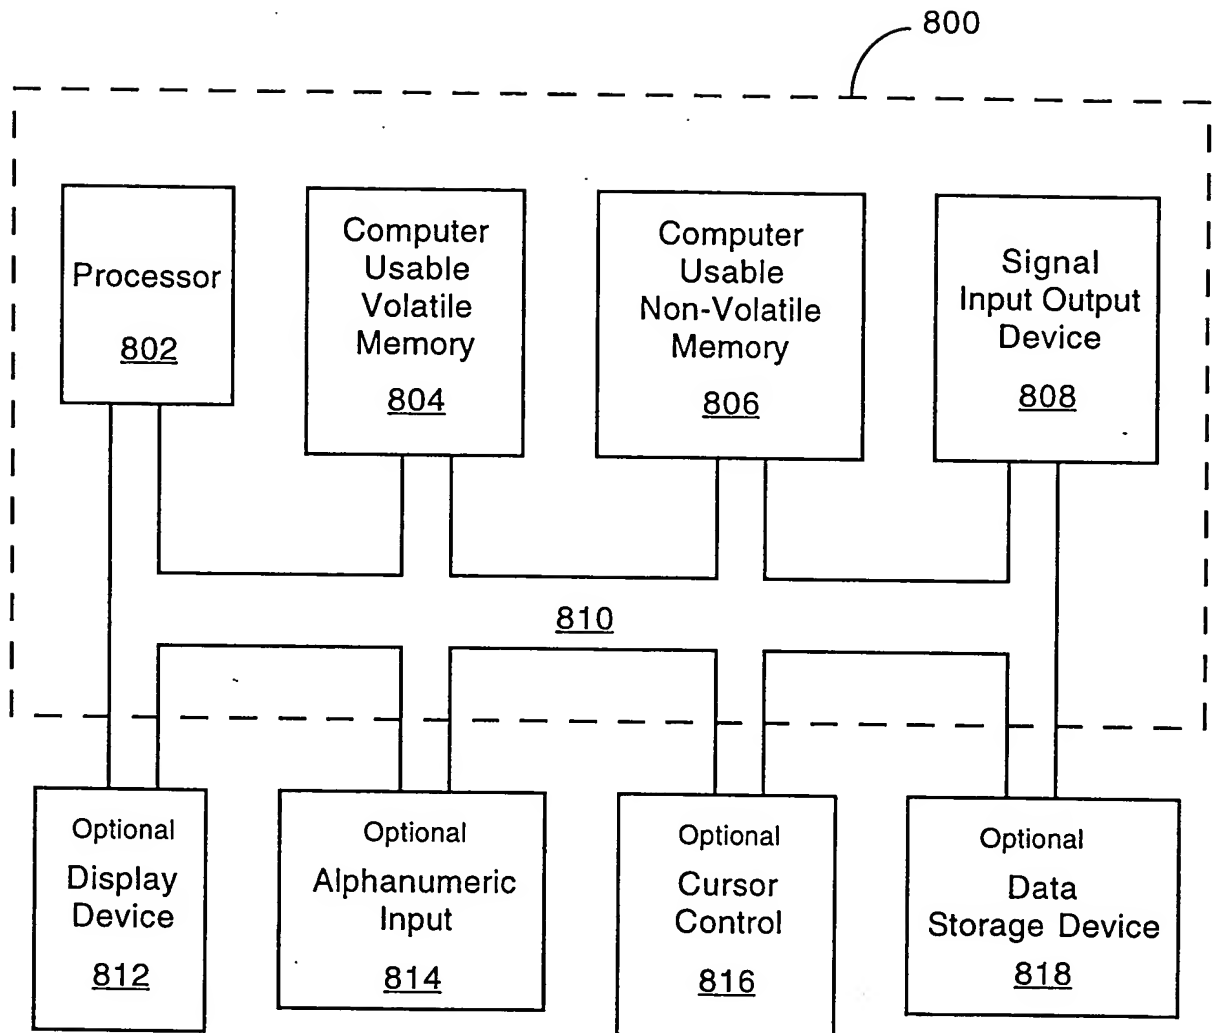 800
Processor
802
Computer
Usable
Volatile
Memory
804
Computer
Usable
Non-Volatile
Memory
806
Signal
Input Output
Device
808
810
Optional
Display
Device
812
Optional
Alphanumeric
Input
814
Optional
Cursor
Control
816
Optional
Data
Storage Device
818